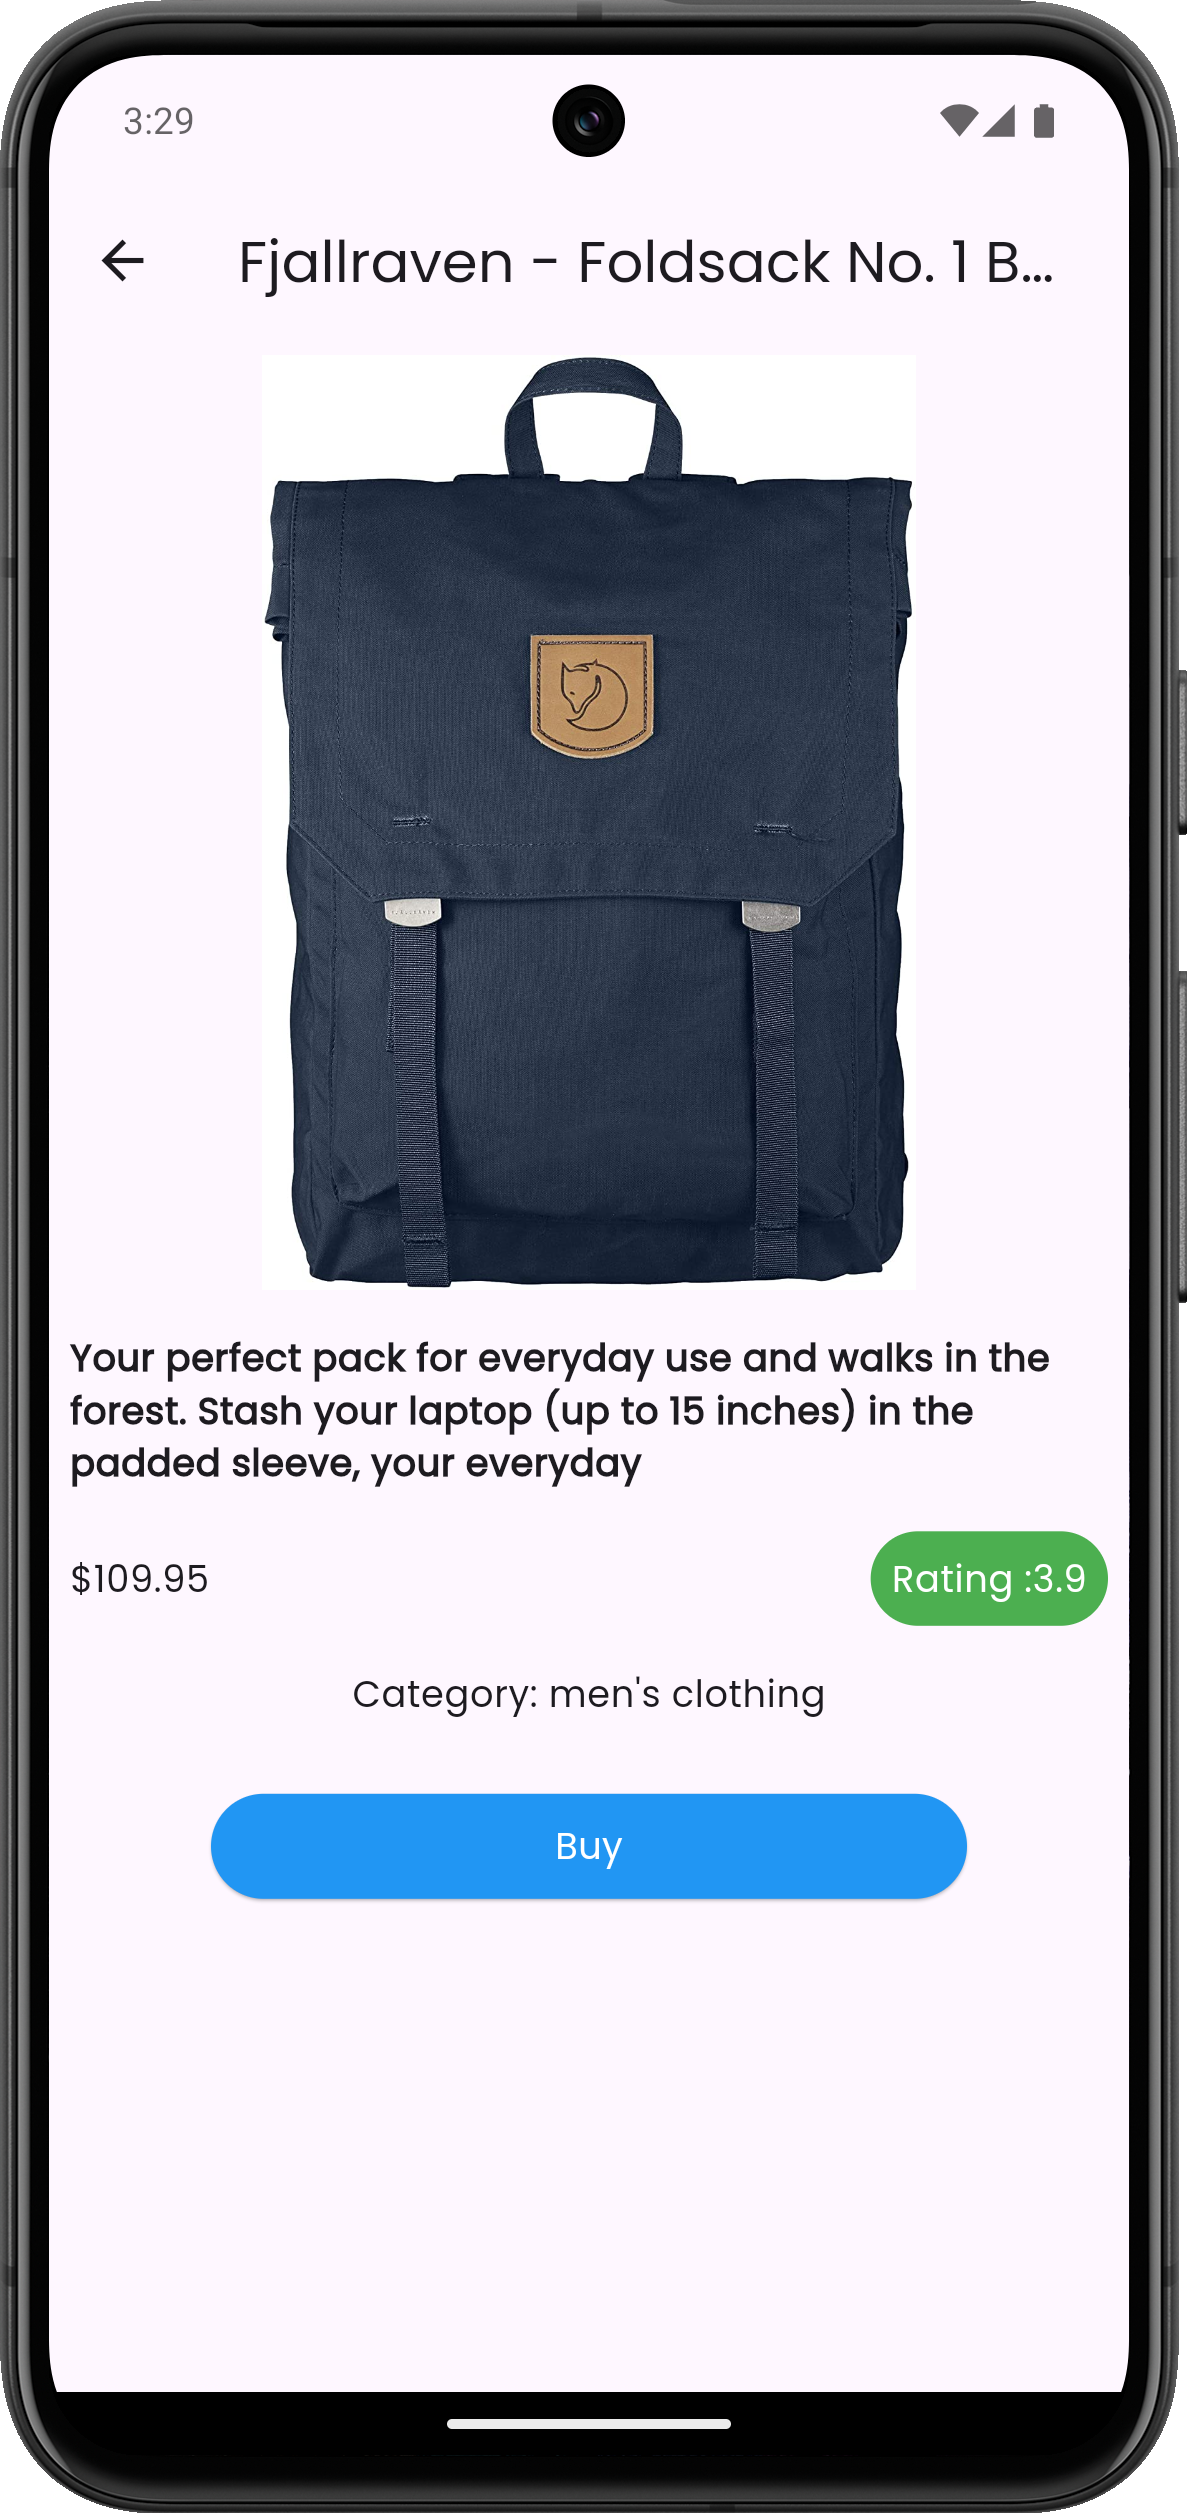 3:29
Fjallraven - Foldsack No. 1 B...
Your perfect pack for everyday use and walks in the
forest. Stash your laptop (up to 15 inches) in the
padded sleeve, your everyday
$109.95
Rating :3.9
Category: men's clothing
Buy